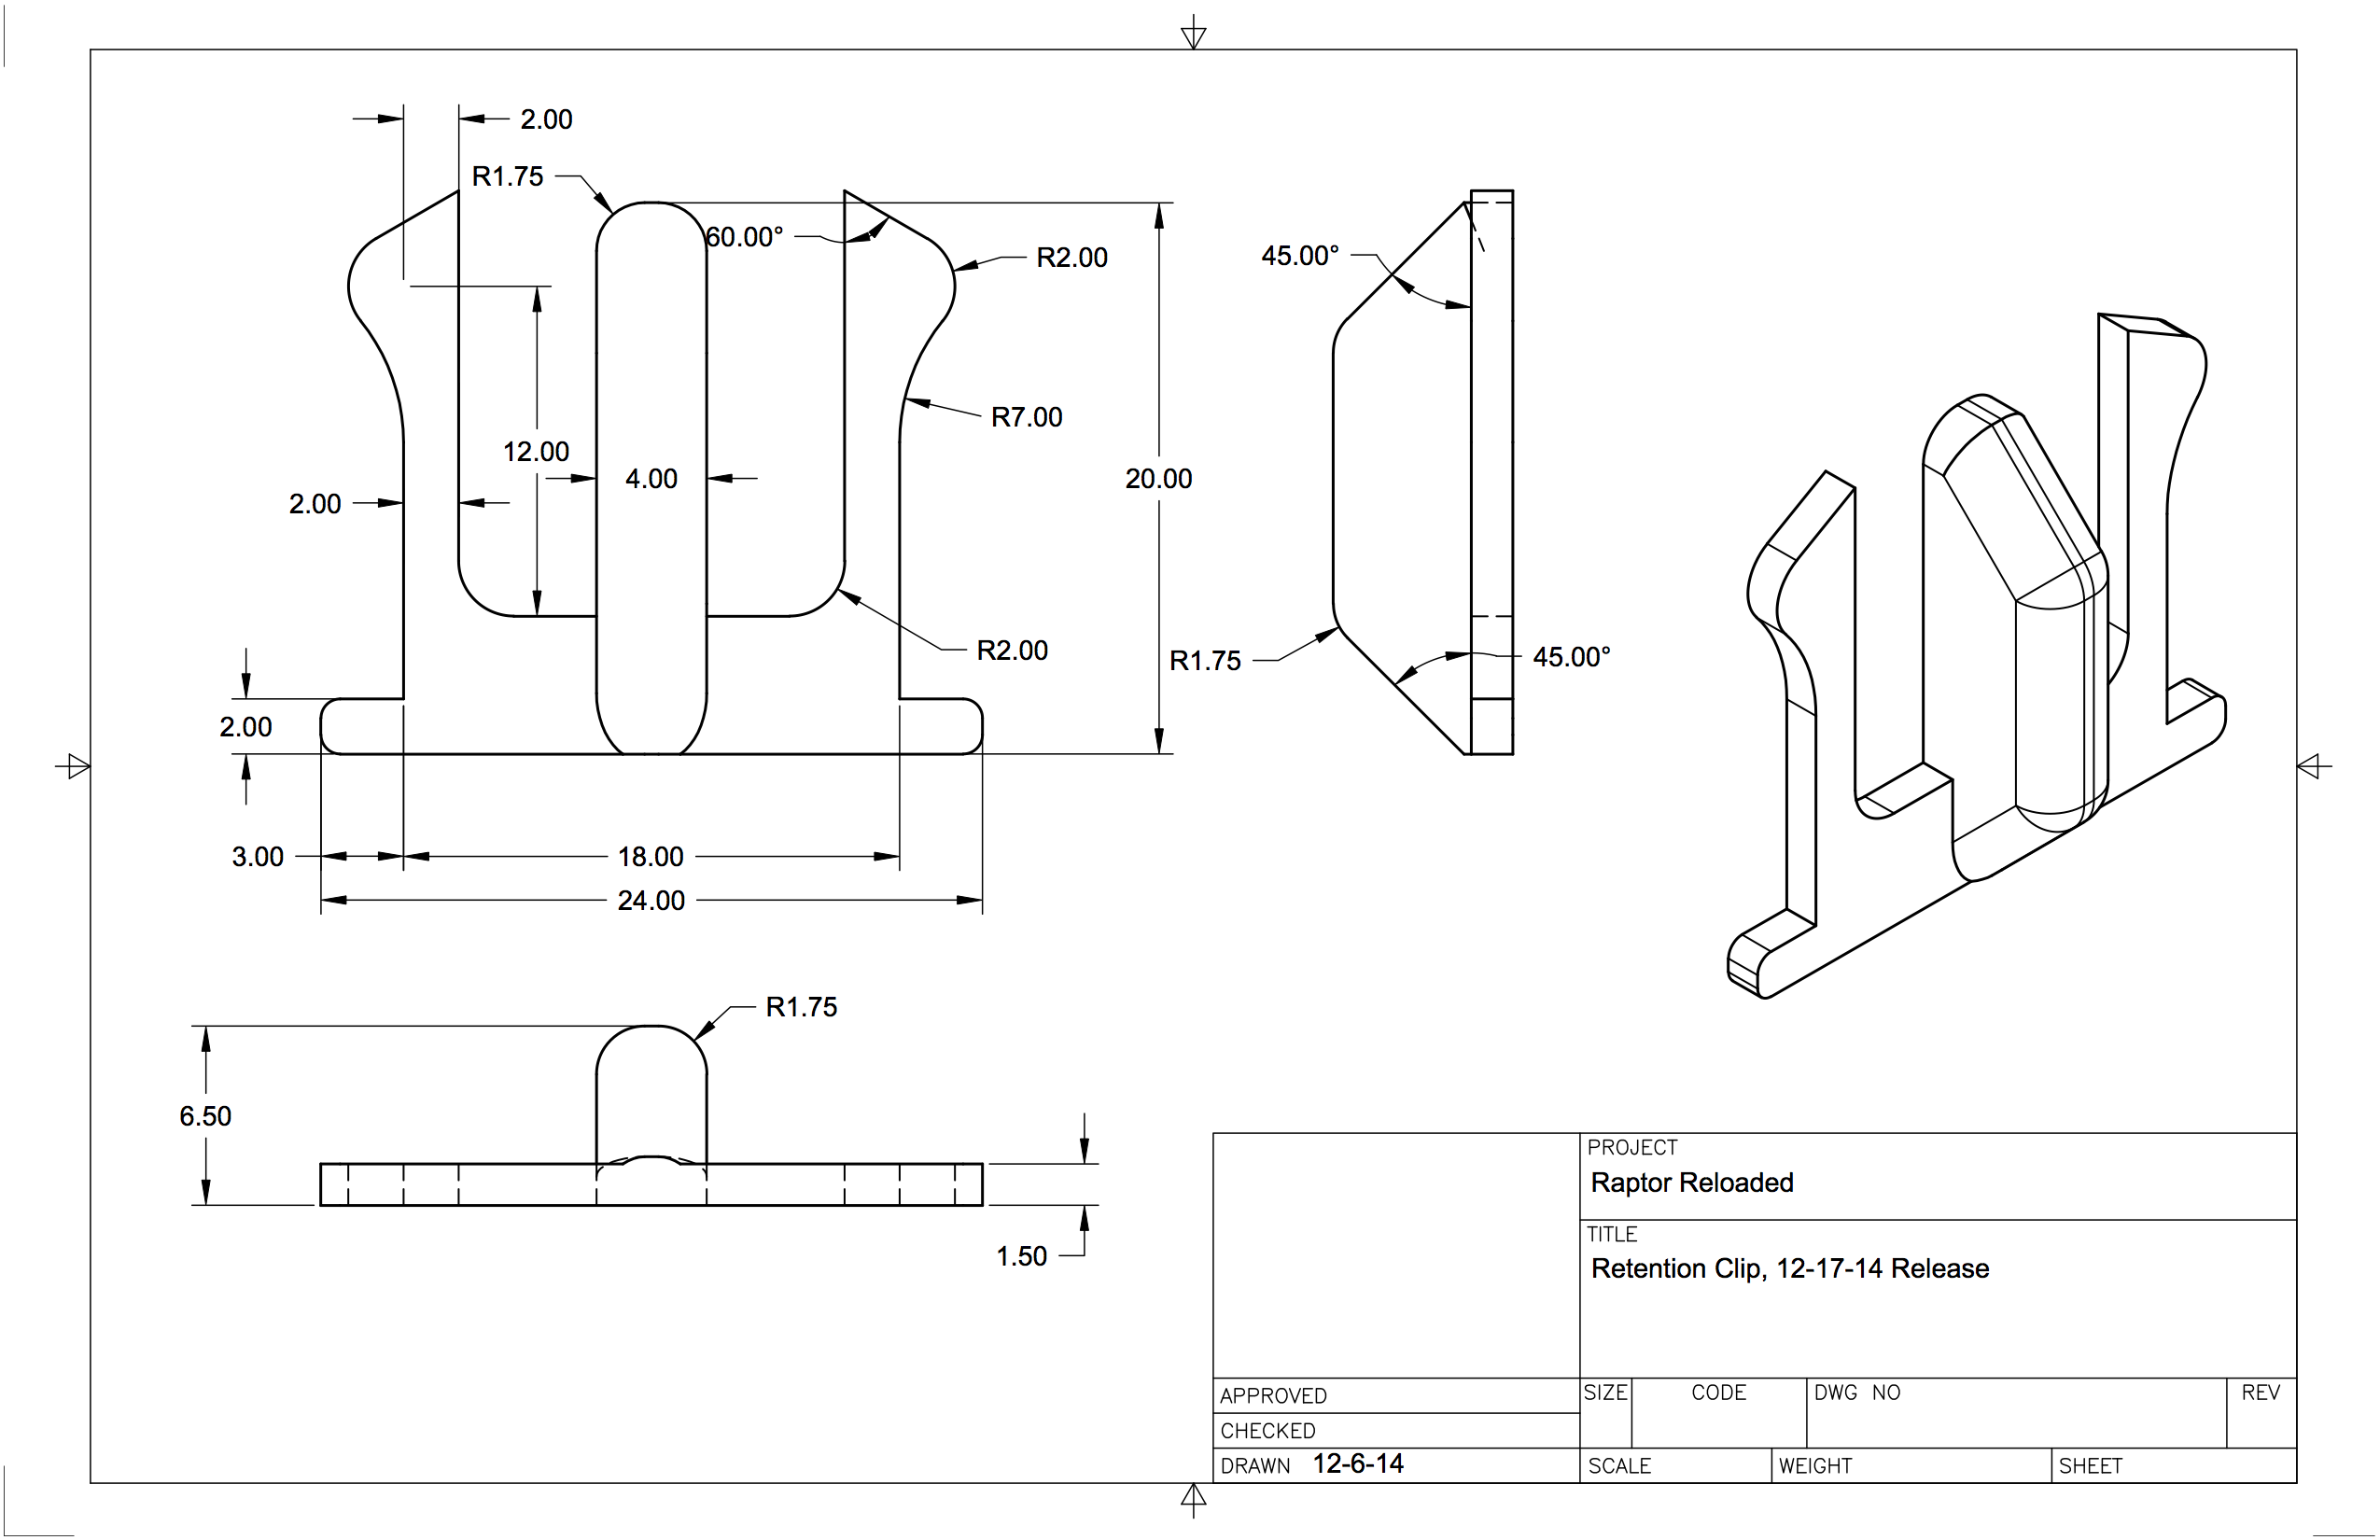 2.00
R1.75
60.00°
R2.00
45.00°
R7.00
12.00
4.00
20.00
2.00
R2.00
R1.75
45.00°
2.00
3.00
18.00
24.00
R1.75
6.50
1.50
PROJECT
Raptor Reloaded
TITLE
Retention Clip, 12-17-14 Release
APPROVED
SIZE CODE DWG NO REV
CHECKED
DRAWN 12-6-14
SCALE WEIGHT SHEET